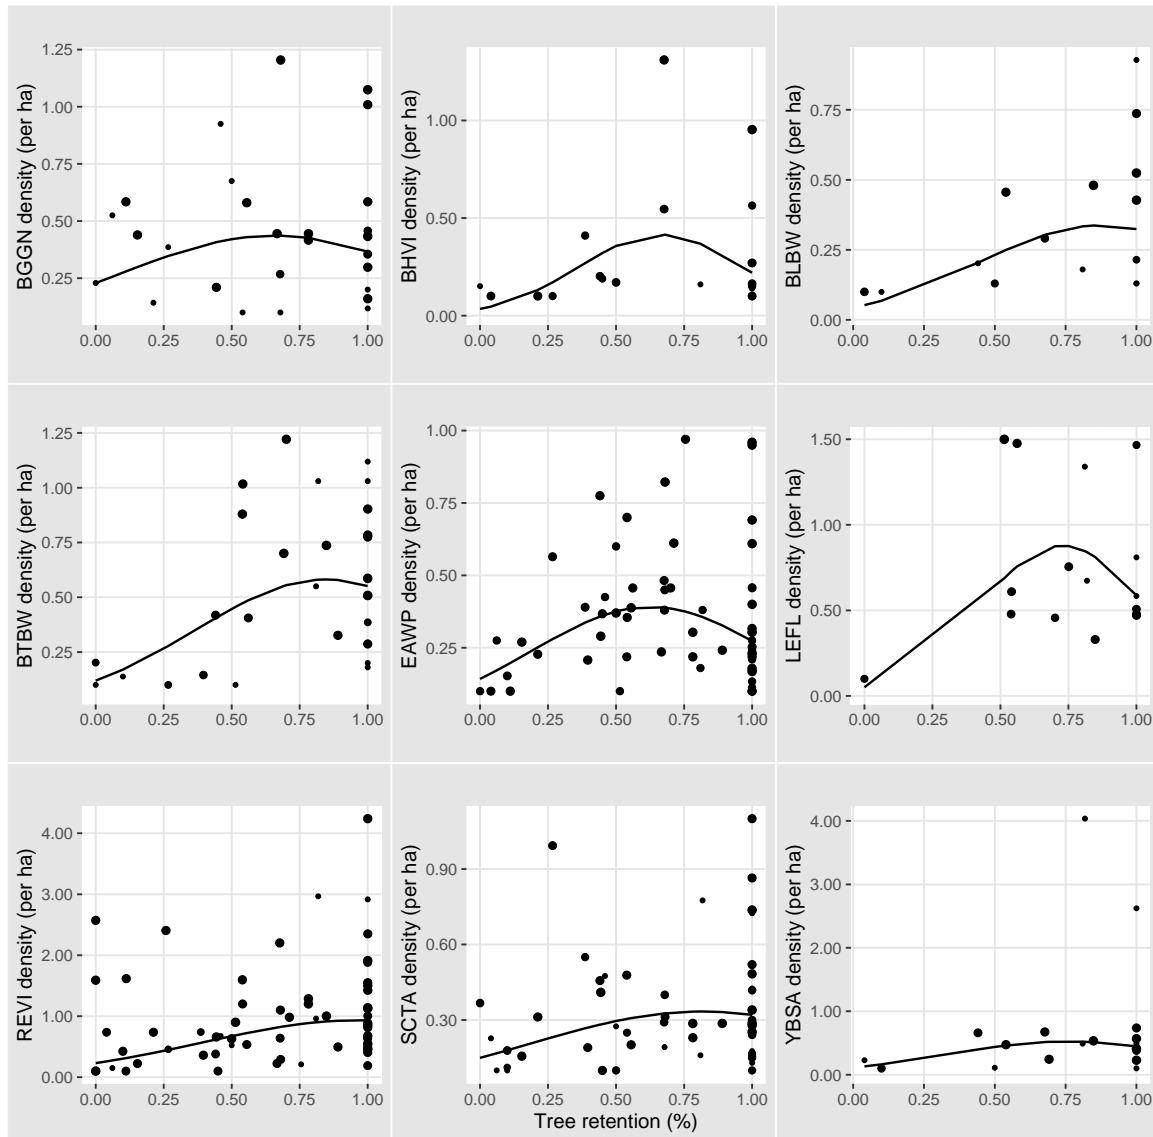 BGGN density (per ha)
1.25
1.00
0.75
0.50
0.25
0.00 0.25 0.50 0.75 1.00
BHVI density (per ha)
1.00
0.50
0.00
0.00 0.25 0.50 0.75 1.00
BLBW density (per ha)
0.75
0.50
0.25
0.00
0.00 0.25 0.50 0.75 1.00
BTBW density (per ha)
1.25
1.00
0.75
0.50
0.25
0.00 0.25 0.50 0.75 1.00
EAWP density (per ha)
1.00
0.75
0.50
0.25
0.00 0.25 0.50 0.75 1.00
LEFL density (per ha)
1.50
1.00
0.50
0.00
0.00 0.25 0.50 0.75 1.00
REVI density (per ha)
4.00
3.00
2.00
1.00
0.00
0.00 0.25 0.50 0.75 1.00
SCTA density (per ha)
0.90
0.60
0.30
0.00 0.25 0.50 0.75 1.00
Tree retention (%)
YBSA density (per ha)
4.00
3.00
2.00
1.00
0.00
0.00 0.25 0.50 0.75 1.00